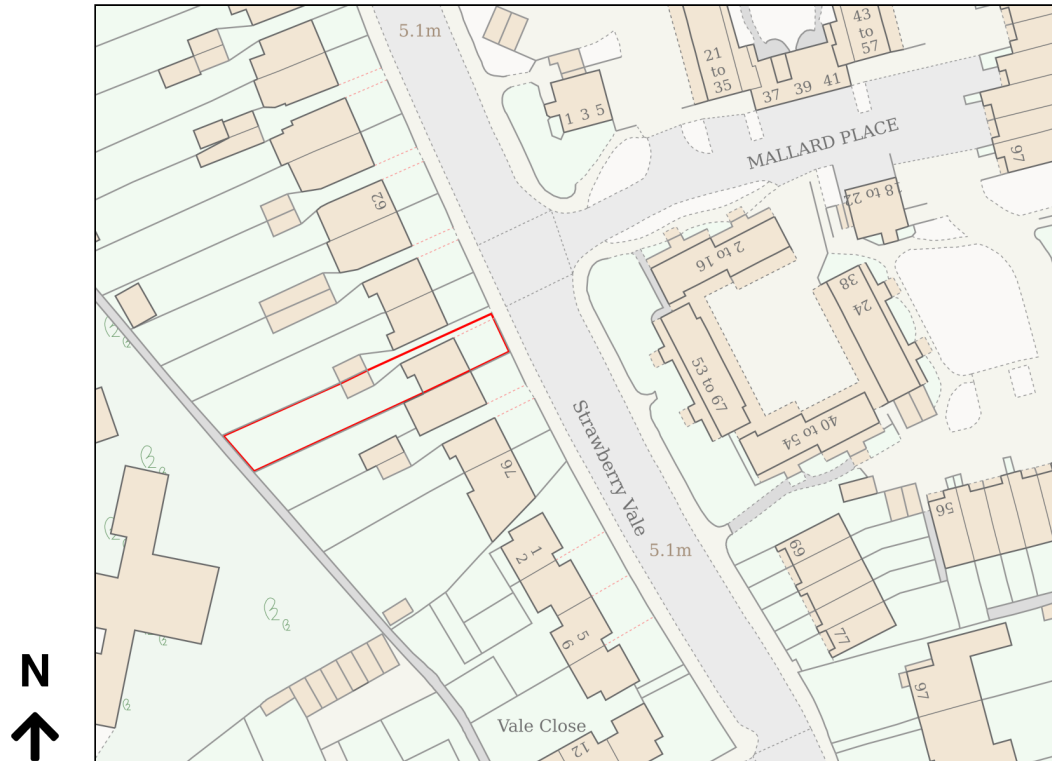 5.1m
43
to
57
21
to
35
37 39 41
1 3 5
MALLARD PLACE
97
18 to 22
62
2 to 16
38
24
53 to 67
40 to 54
Strawberry Vale
76
56
5.1m
1
2
69
5
6
77
N
97
Vale Close
12